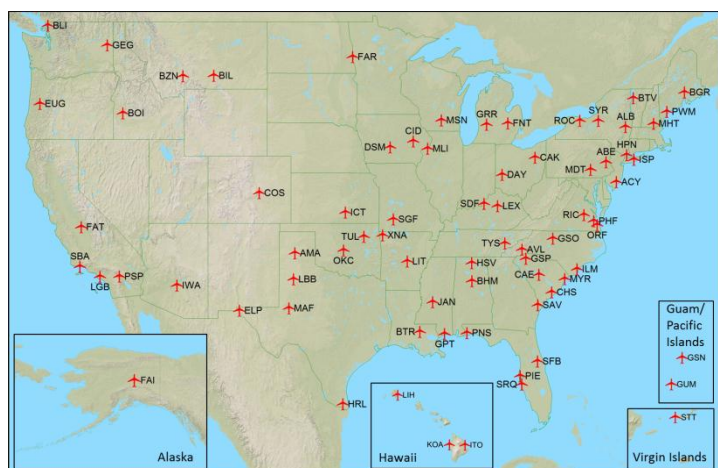 BLI
GEG
BZN
BIL
FAR
EUG
BOI
MSN
GRR
FNT
ROC
SYR
BTV
BGR
PWM
ALB
MHT
DSM
CID
MLI
DAY
CAK
MDT
ABE
HPN
ISP
ACY
COS
ICT
SGF
SDF
LEX
RIC
PHF
ORF
FAT
TUL
XNA
TYS
AVL
GSO
SBA
LGB
PSP
IWA
AMA
OKC
LIT
HSV
GSP
LBB
BHM
CAE
ILM
MYR
ELP
MAF
JAN
CHS
SAV
BTR
GPT
PNS
Guam/
Pacific
Islands
GSN
GUM
SFB
PIE
SRQ
FAI
Alaska
HRL
LIH
KOA
ITO
Hawaii
STT
Virgin Islands